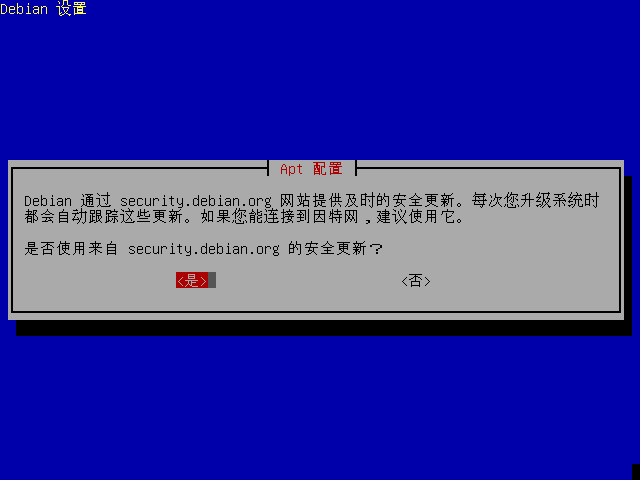 Debian 设置
Apt 配置
Debian 通过 security.debian.org 网站提供及时的安全更新。每次您升级系统时
都会自动跟踪这些更新。如果您能连接到因特网，建议使用它。
是否使用来自 security.debian.org 的安全更新？
<是> <否>